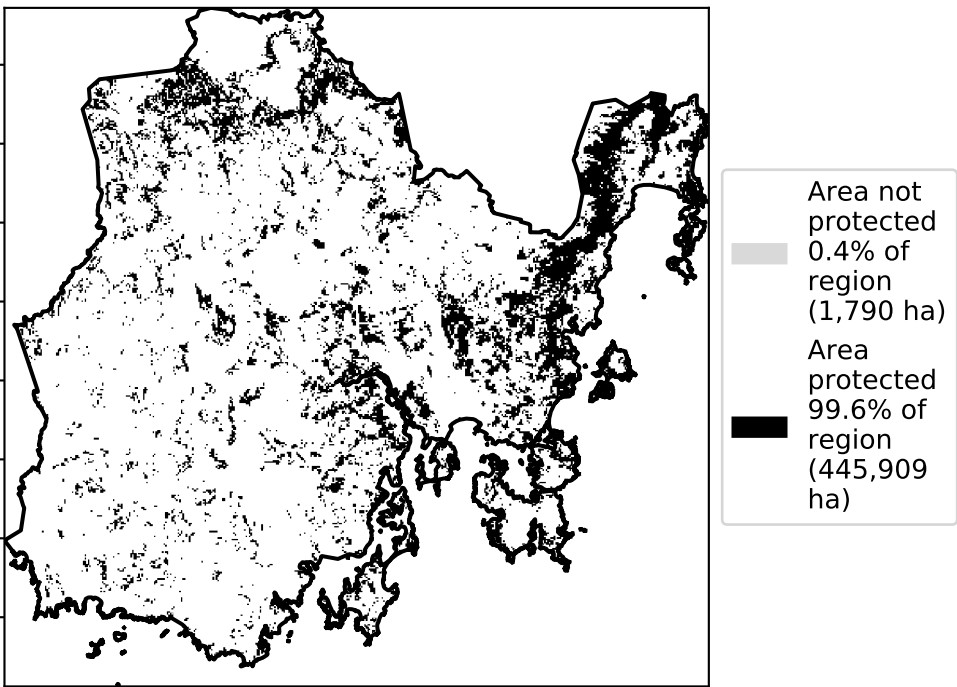 Area not
protected
0.4% of
region
(1,790 ha)
Area
protected
99.6% of
region
(445,909
ha)